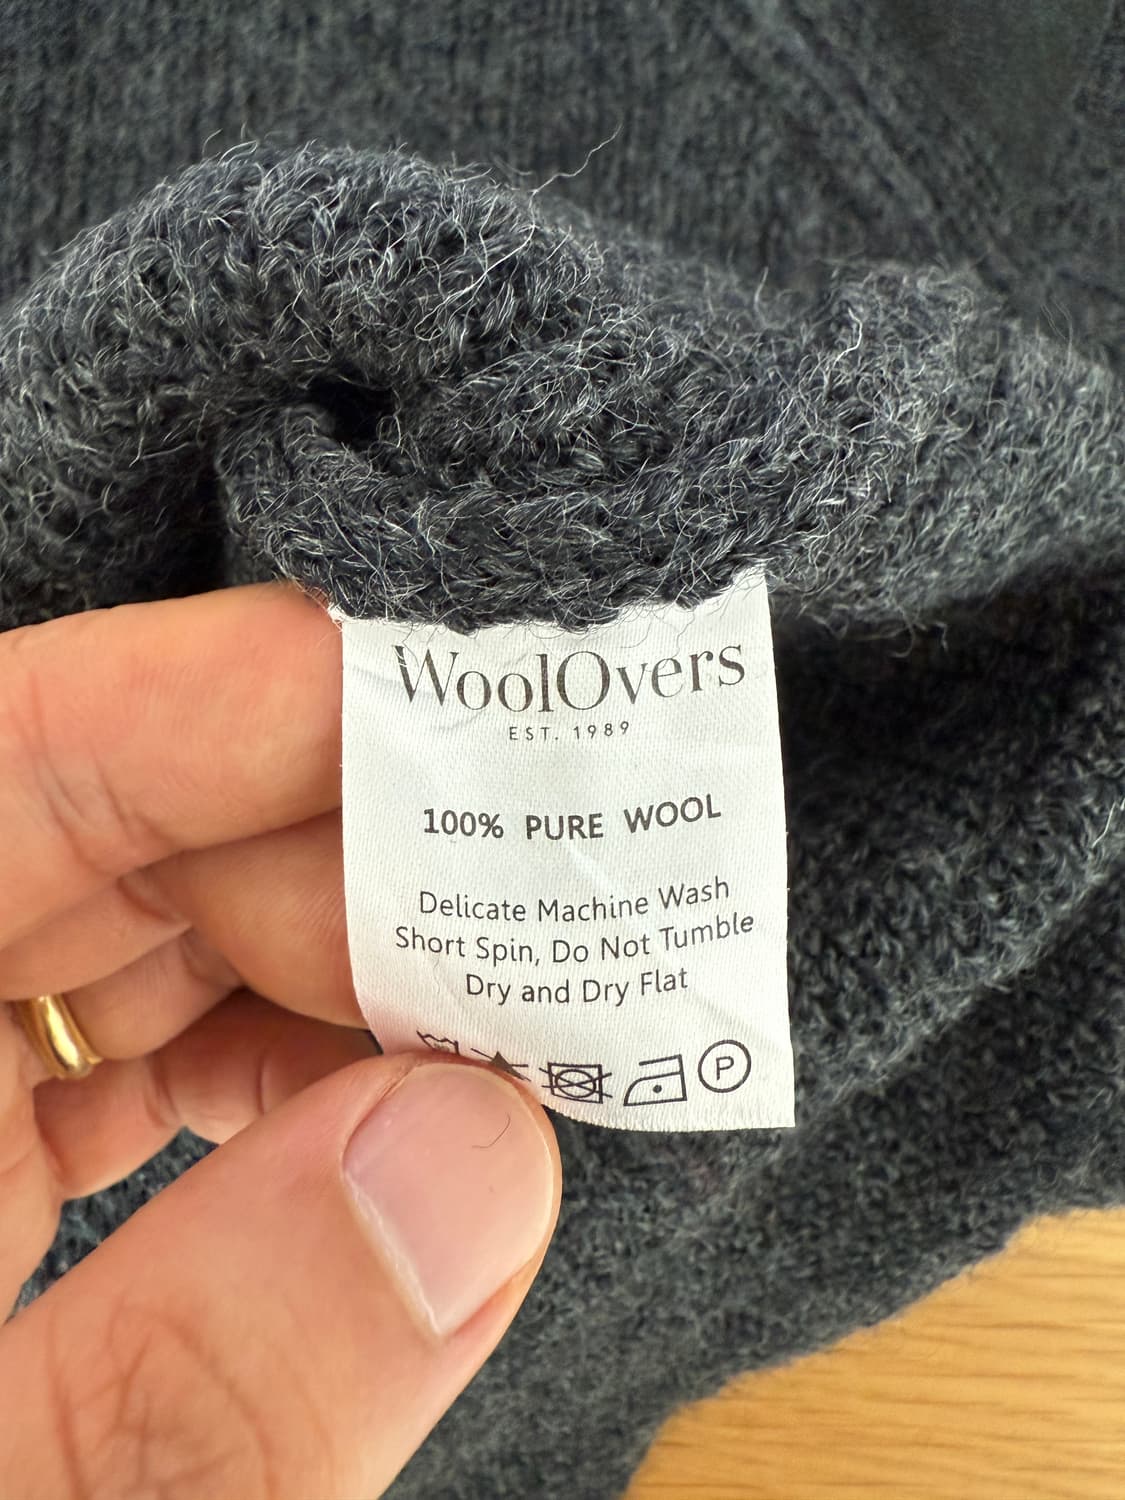 WoolOvers
EST. 1989
100% PURE WOOL
Delicate Machine Wash
Short Spin, Do Not Tumble
Dry and Dry Flat
P